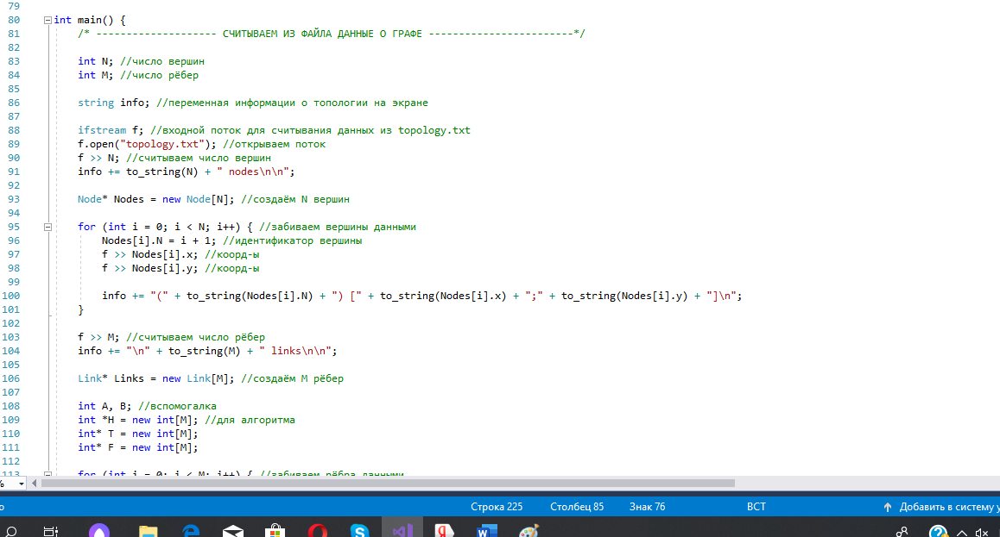 79
80 int main() {
81 /* -------------------- СЧИТЫВАЕМ ИЗ ФАЙЛА ДАННЫЕ О ГРАФЕ ------------------------*/
82
83 int N; //число вершин
84 int M; //число рёбер
85
86 string info; //переменная информации о топологии на экране
87
88 ifstream f; //входной поток для считывания данных из topology.txt
89 f.open("topology.txt"); //открываем поток
90 f >> N; //считываем число вершин
91 info += to_string(N) + " nodes\n\n";
92
93 Node* Nodes = new Node[N]; //создаём N вершин
94
95 for (int i = 0; i < N; i++) { //забиваем вершины данными
96 Nodes[i].N = i + 1; //идентификатор вершины
97 f >> Nodes[i].x; //коорд-ы
98 f >> Nodes[i].y; //коорд-ы
99
100 info += "(" + to_string(Nodes[i].N) + ") [" + to_string(Nodes[i].x) + ";" + to_string(Nodes[i].y) + "]\n";
101 }
102
103 f >> M; //считываем число рёбер
104 info += "\n" + to_string(M) + " links\n\n";
105
106 Link* Links = new Link[M]; //создаём M рёбер
107
108 int A, B; //вспомогалка
109 int *H = new int[M]; //для алгоритма
110 int* T = new int[M];
111 int* F = new int[M];
112
113 for (int i = 0; i < M; i++) { //забиваем рёбра данными
%
о Строка 225 Столбец 85 Знак 76 ВСТ Добавить в систему у